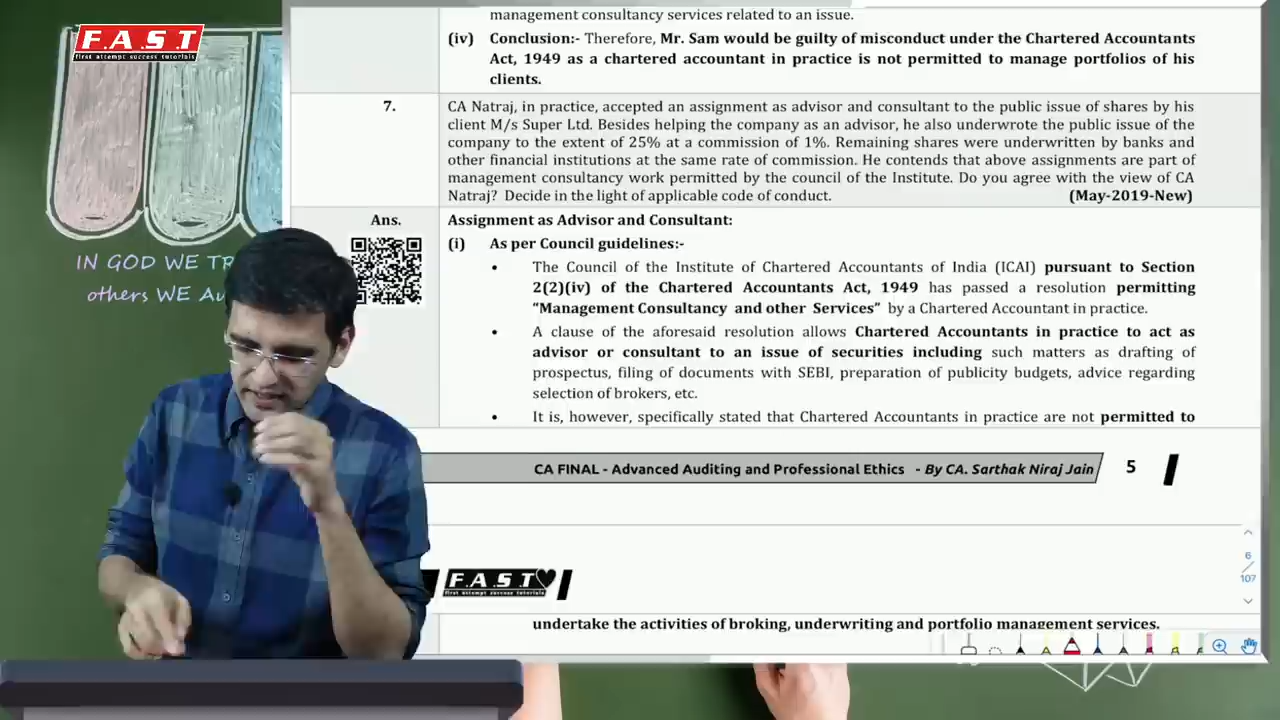 F.A.S.T
first attempt success tutorials
IN GOD WE TR
others WE Au
management consultancy services related to an issue.
(iv) Conclusion:- Therefore, Mr. Sam would be guilty of misconduct under the Chartered Accountants
Act, 1949 as a chartered accountant in practice is not permitted to manage portfolios of his
clients.
7. CA Natraj, in practice, accepted an assignment as advisor and consultant to the public issue of shares by his
client M/s Super Ltd. Besides helping the company as an advisor, he also underwrote the public issue of the
company to the extent of 25% at a commission of 1%. Remaining shares were underwritten by banks and
other financial institutions at the same rate of commission. He contends that above assignments are part of
management consultancy work permitted by the council of the Institute. Do you agree with the view of CA
Natraj? Decide in the light of applicable code of conduct. (May-2019-New)
Ans. Assignment as Advisor and Consultant:
(i) As per Council guidelines:-
• The Council of the Institute of Chartered Accountants of India (ICAI) pursuant to Section
2(2)(iv) of the Chartered Accountants Act, 1949 has passed a resolution permitting
“Management Consultancy and other Services” by a Chartered Accountant in practice.
• A clause of the aforesaid resolution allows Chartered Accountants in practice to act as
advisor or consultant to an issue of securities including such matters as drafting of
prospectus, filing of documents with SEBI, preparation of publicity budgets, advice regarding
selection of brokers, etc.
• It is, however, specifically stated that Chartered Accountants in practice are not permitted to
CA FINAL - Advanced Auditing and Professional Ethics - By CA. Sarthak Niraj Jain 5
6
107
F.A.S.T
first attempt success tutorials
undertake the activities of broking, underwriting and portfolio management services.